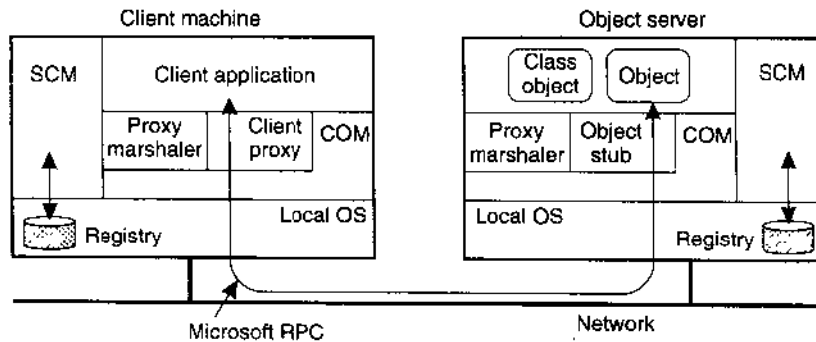 Client machine
Object server
SCM
Client application
Proxy
marshaler
Client
proxy
COM
Local OS
Registry
Class
object
Object
SCM
Proxy
marshaler
Object
stub
COM
Local OS
Registry
Microsoft RPC
Network